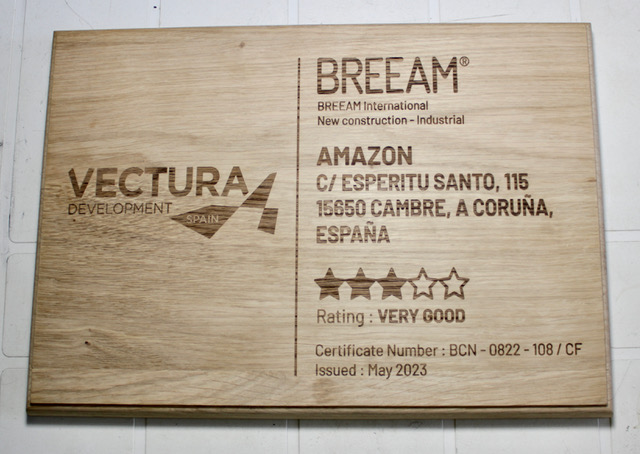 VECTURA
DEVELOPMENT
SPAIN
BREEAM®
BREEAM International
New construction - Industrial
AMAZON
C/ ESPERITU SANTO, 115
15650 CAMBRE, A CORUÑA,
ESPAÑA
Rating : VERY GOOD
Certificate Number : BCN - 0822 - 108 / CF
Issued : May 2023